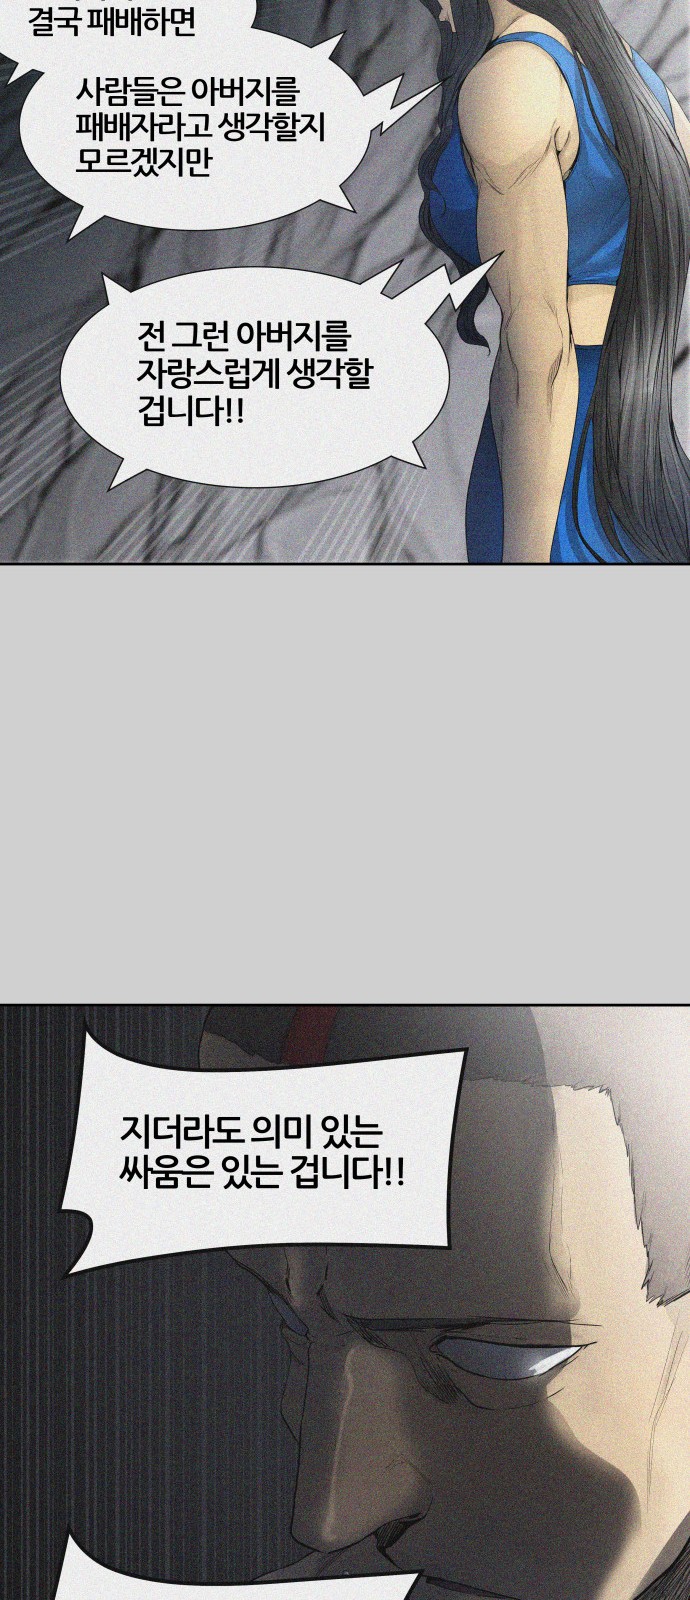 결국 패배하면
사람들은 아버지를
패배자라고 생각할지
모르겠지만
전 그런 아버지를
자랑스럽게 생각할
겁니다!!
지더라도 의미 있는
싸움은 있는 겁니다!!